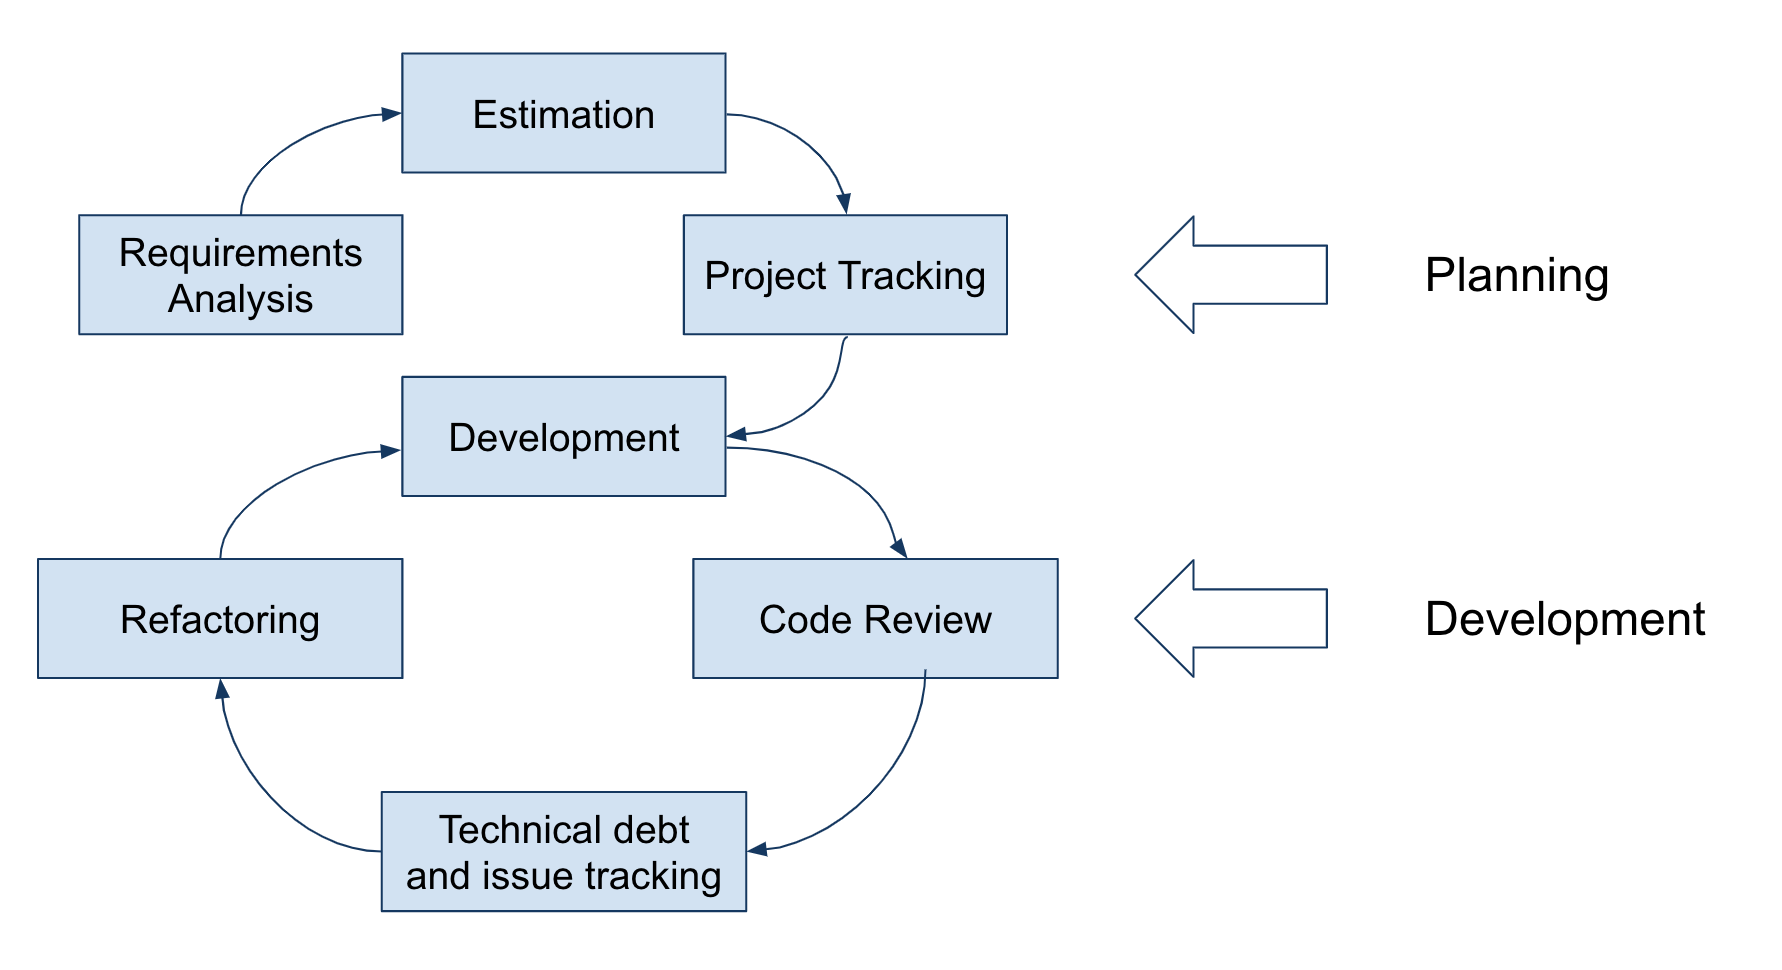 Estimation
Requirements
Analysis
Project Tracking
Planning
Development
Refactoring
Code Review
Development
Technical debt
and issue tracking